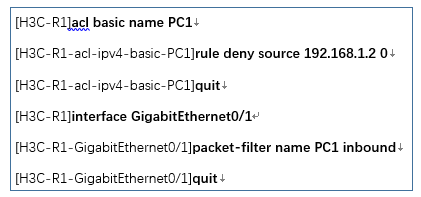 [H3C-R1]acl basic name PC1↓
[H3C-R1-acl-ipv4-basic-PC1]rule deny source 192.168.1.2 0↓
[H3C-R1-acl-ipv4-basic-PC1]quit↓
[H3C-R1]interface GigabitEthernet0/1↵
[H3C-R1-GigabitEthernet0/1]packet-filter name PC1 inbound↓
[H3C-R1-GigabitEthernet0/1]quit↓